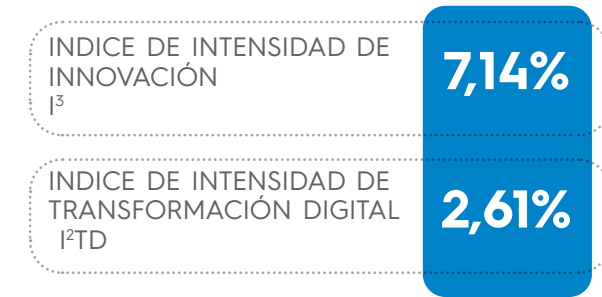 INDICE DE INTENSIDAD DE
INNOVACIÓN
I³
7,14%
INDICE DE INTENSIDAD DE
TRANSFORMACIÓN DIGITAL
I²TD
2,61%